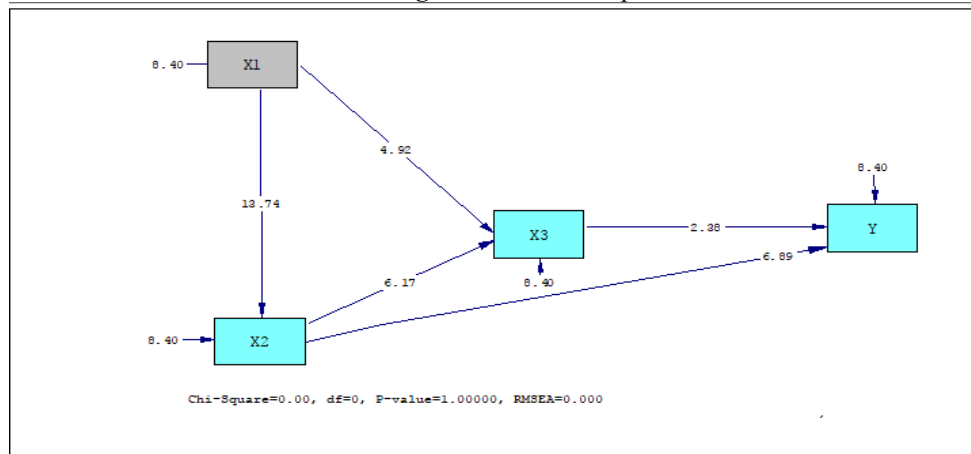 8.40
X1
4.92
8.40
13.74
X3
2.38
Y
6.89
6.17
8.40
8.40
X2
Chi-Square=0.00, df=0, P-value=1.00000, RMSEA=0.000